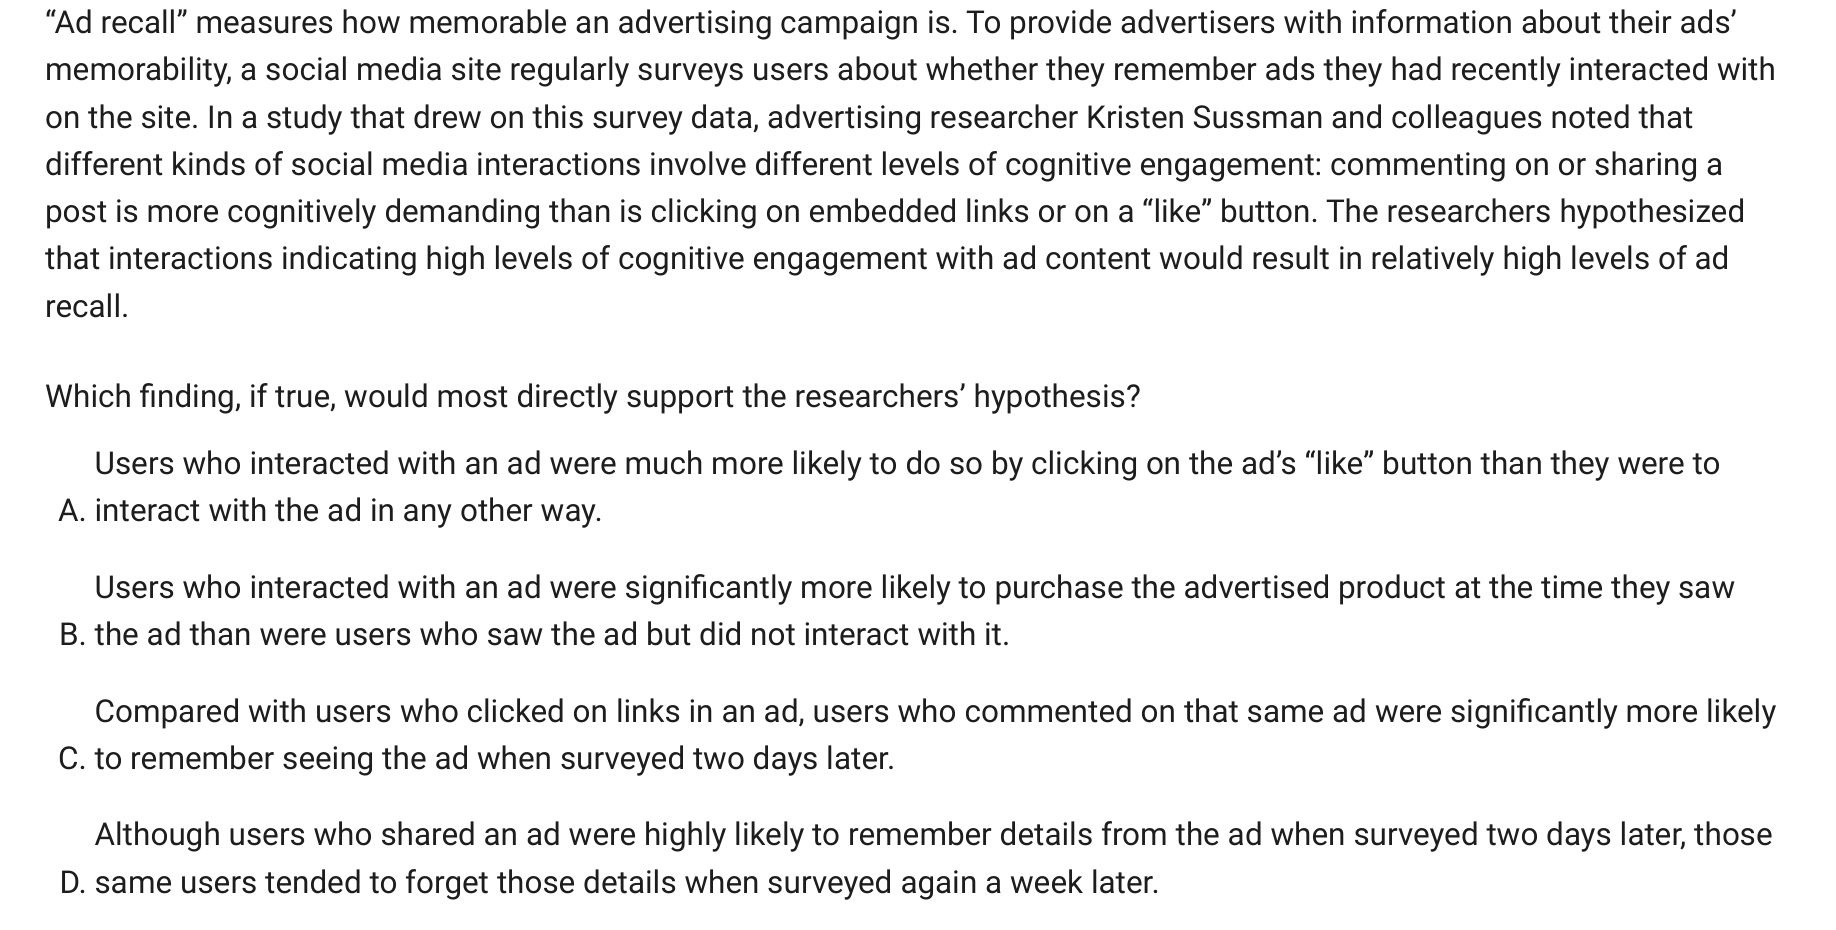 “Ad recall” measures how memorable an advertising campaign is. To provide advertisers with information about their ads’
memorability, a social media site regularly surveys users about whether they remember ads they had recently interacted with
on the site. In a study that drew on this survey data, advertising researcher Kristen Sussman and colleagues noted that
different kinds of social media interactions involve different levels of cognitive engagement: commenting on or sharing a
post is more cognitively demanding than is clicking on embedded links or on a “like” button. The researchers hypothesized
that interactions indicating high levels of cognitive engagement with ad content would result in relatively high levels of ad
recall.
Which finding, if true, would most directly support the researchers’ hypothesis?
Users who interacted with an ad were much more likely to do so by clicking on the ad’s “like” button than they were to
A. interact with the ad in any other way.
Users who interacted with an ad were significantly more likely to purchase the advertised product at the time they saw
B. the ad than were users who saw the ad but did not interact with it.
Compared with users who clicked on links in an ad, users who commented on that same ad were significantly more likely
C. to remember seeing the ad when surveyed two days later.
Although users who shared an ad were highly likely to remember details from the ad when surveyed two days later, those
D. same users tended to forget those details when surveyed again a week later.